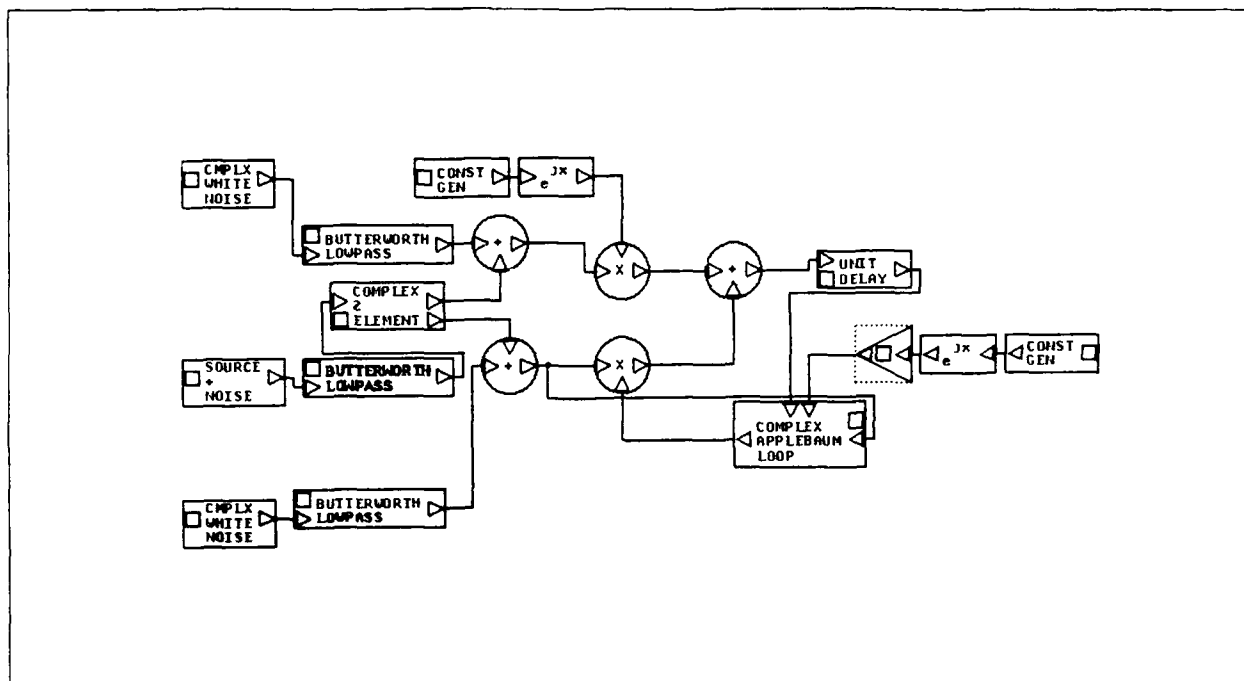 CMPLX
WHITE
NOISE
CONST
GEN
e^jx
BUTTERWORTH
LOWPASS
+
X
+
UNIT
DELAY
COMPLEX
2
ELEMENT
SOURCE
+
NOISE
BUTTERWORTH
LOWPASS
+
X
e^jx
CONST
GEN
COMPLEX
APPLEBAUM
LOOP
CMPLX
WHITE
NOISE
BUTTERWORTH
LOWPASS